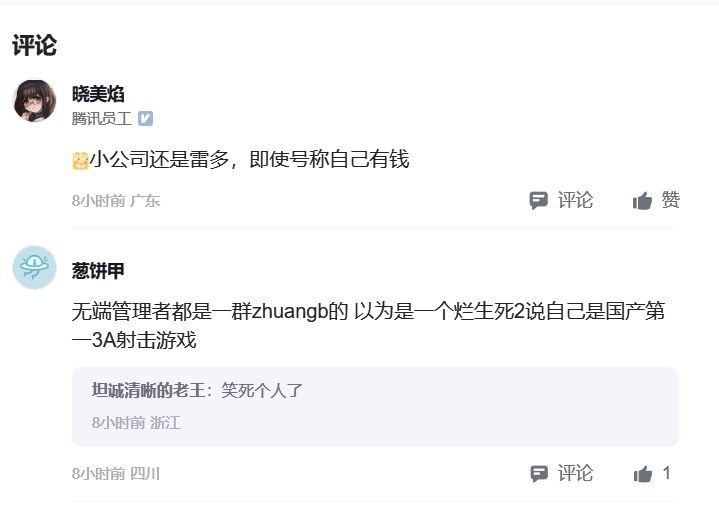 评论
晓美焰
腾讯员工
小公司还是雷多，即使号称自己有钱
8小时前 广东
评论
赞
葱饼甲
无端管理者都是一群zhuangb的 以为是一个烂生死2说自己是国产第
一3A射击游戏
坦诚清晰的老王：笑死个人了
8小时前 浙江
8小时前 四川
评论
1